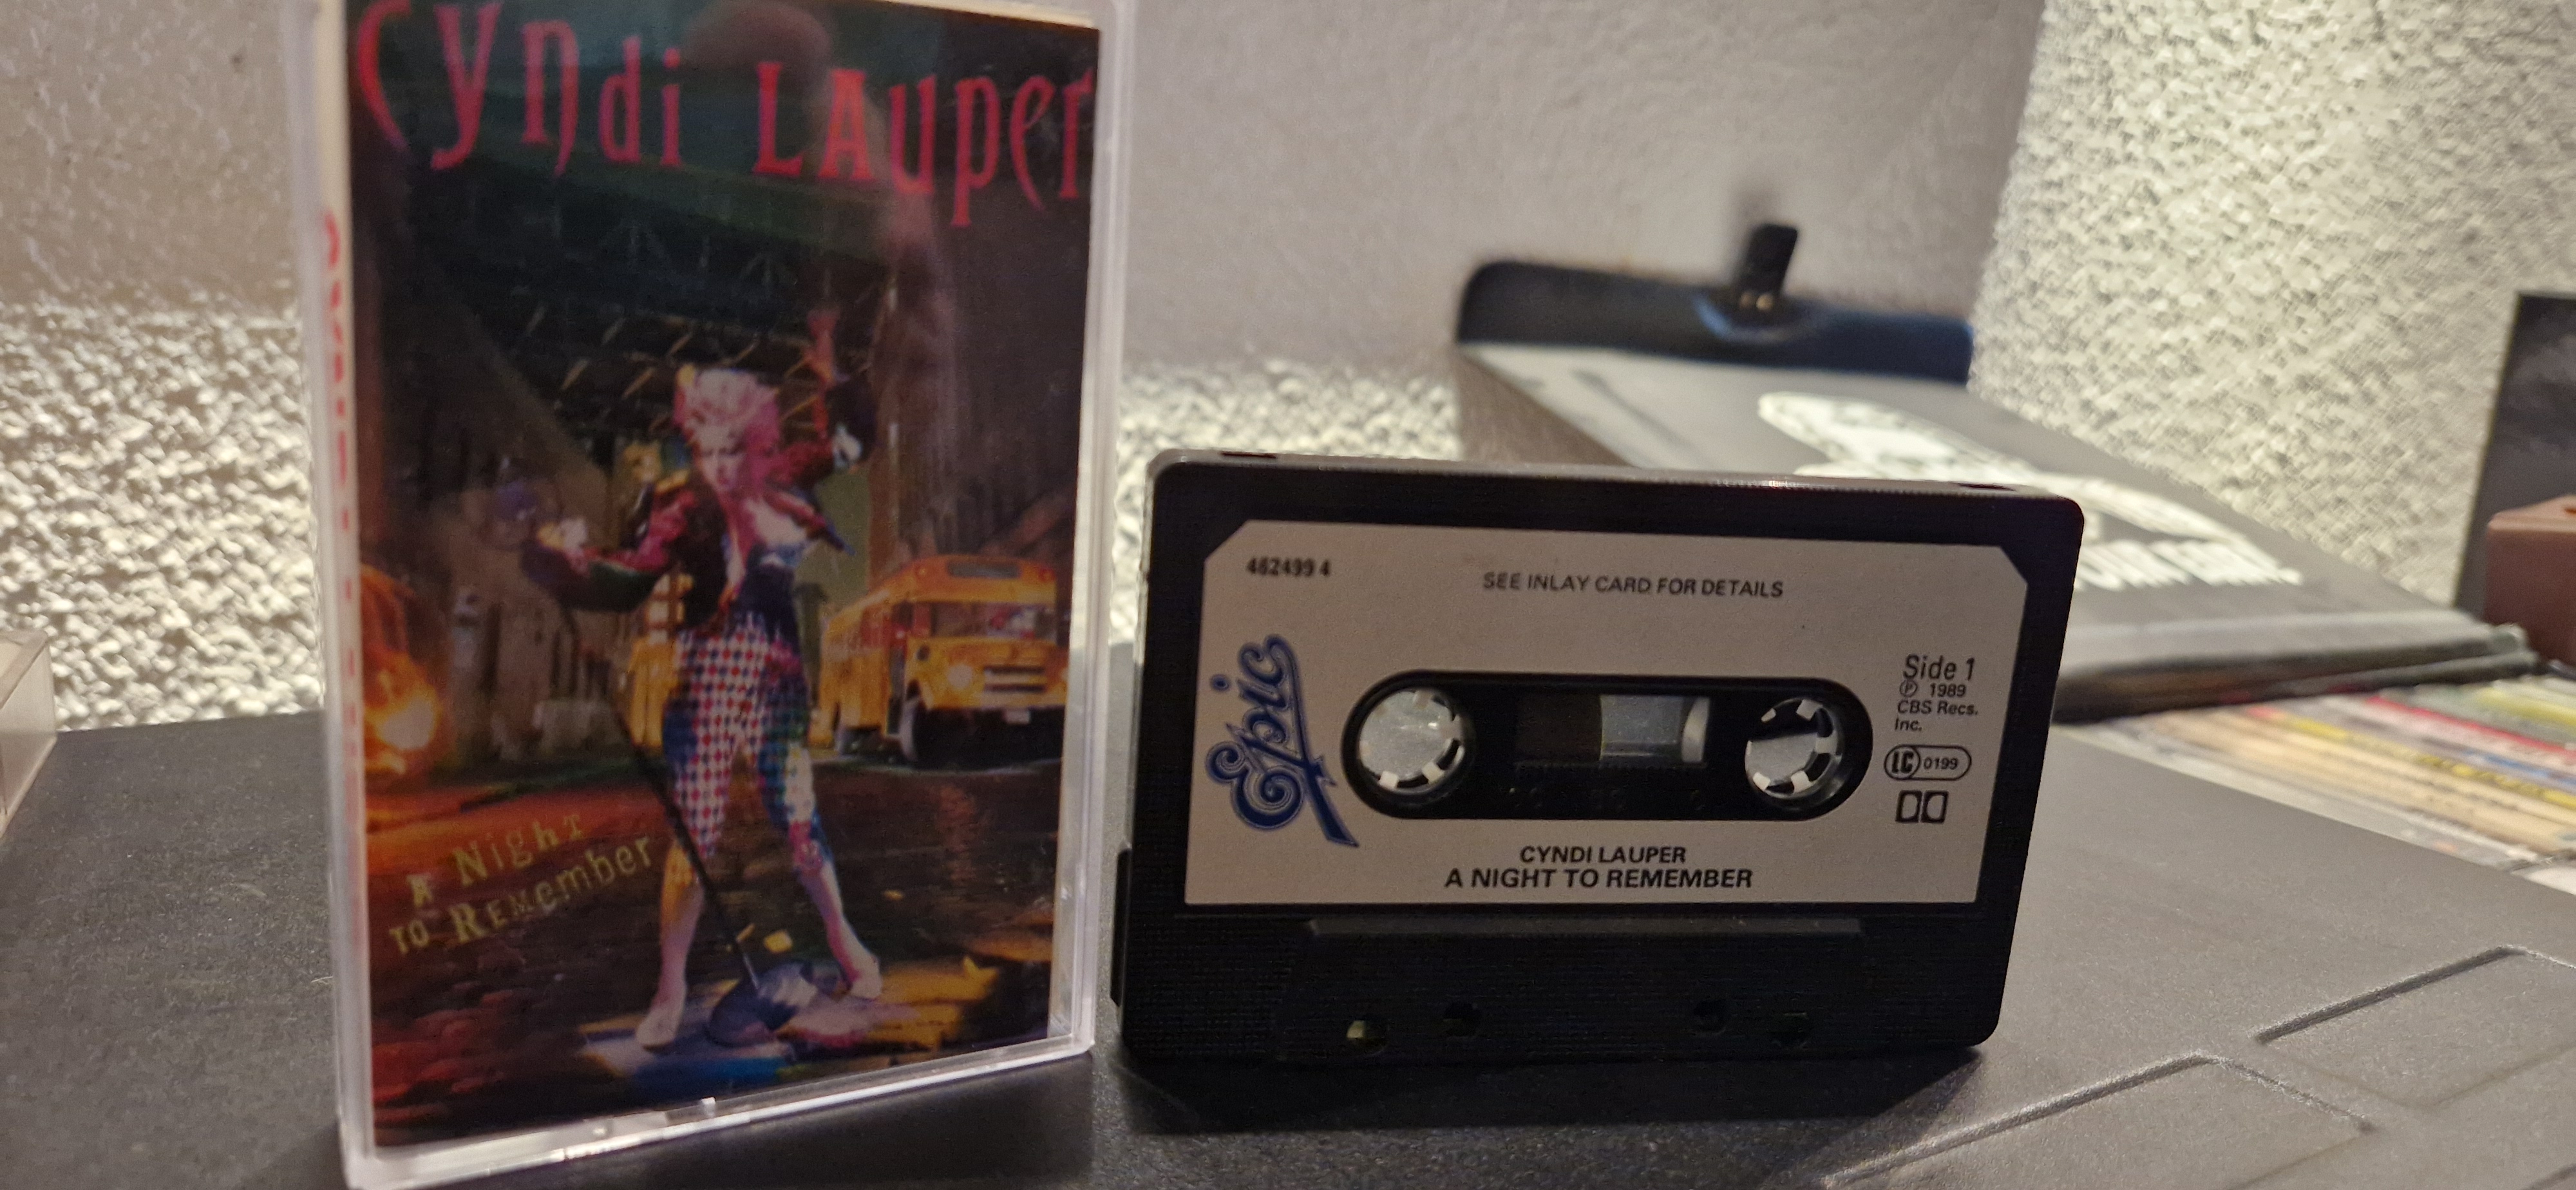 Cyndi LAuper
A Night
TO REMEMber
462499 4
SEE INLAY CARD FOR DETAILS
Epic
Side 1
Ⓟ 1989
CBS Recs.
Inc.
LC 0199
CYNDI LAUPER
A NIGHT TO REMEMBER